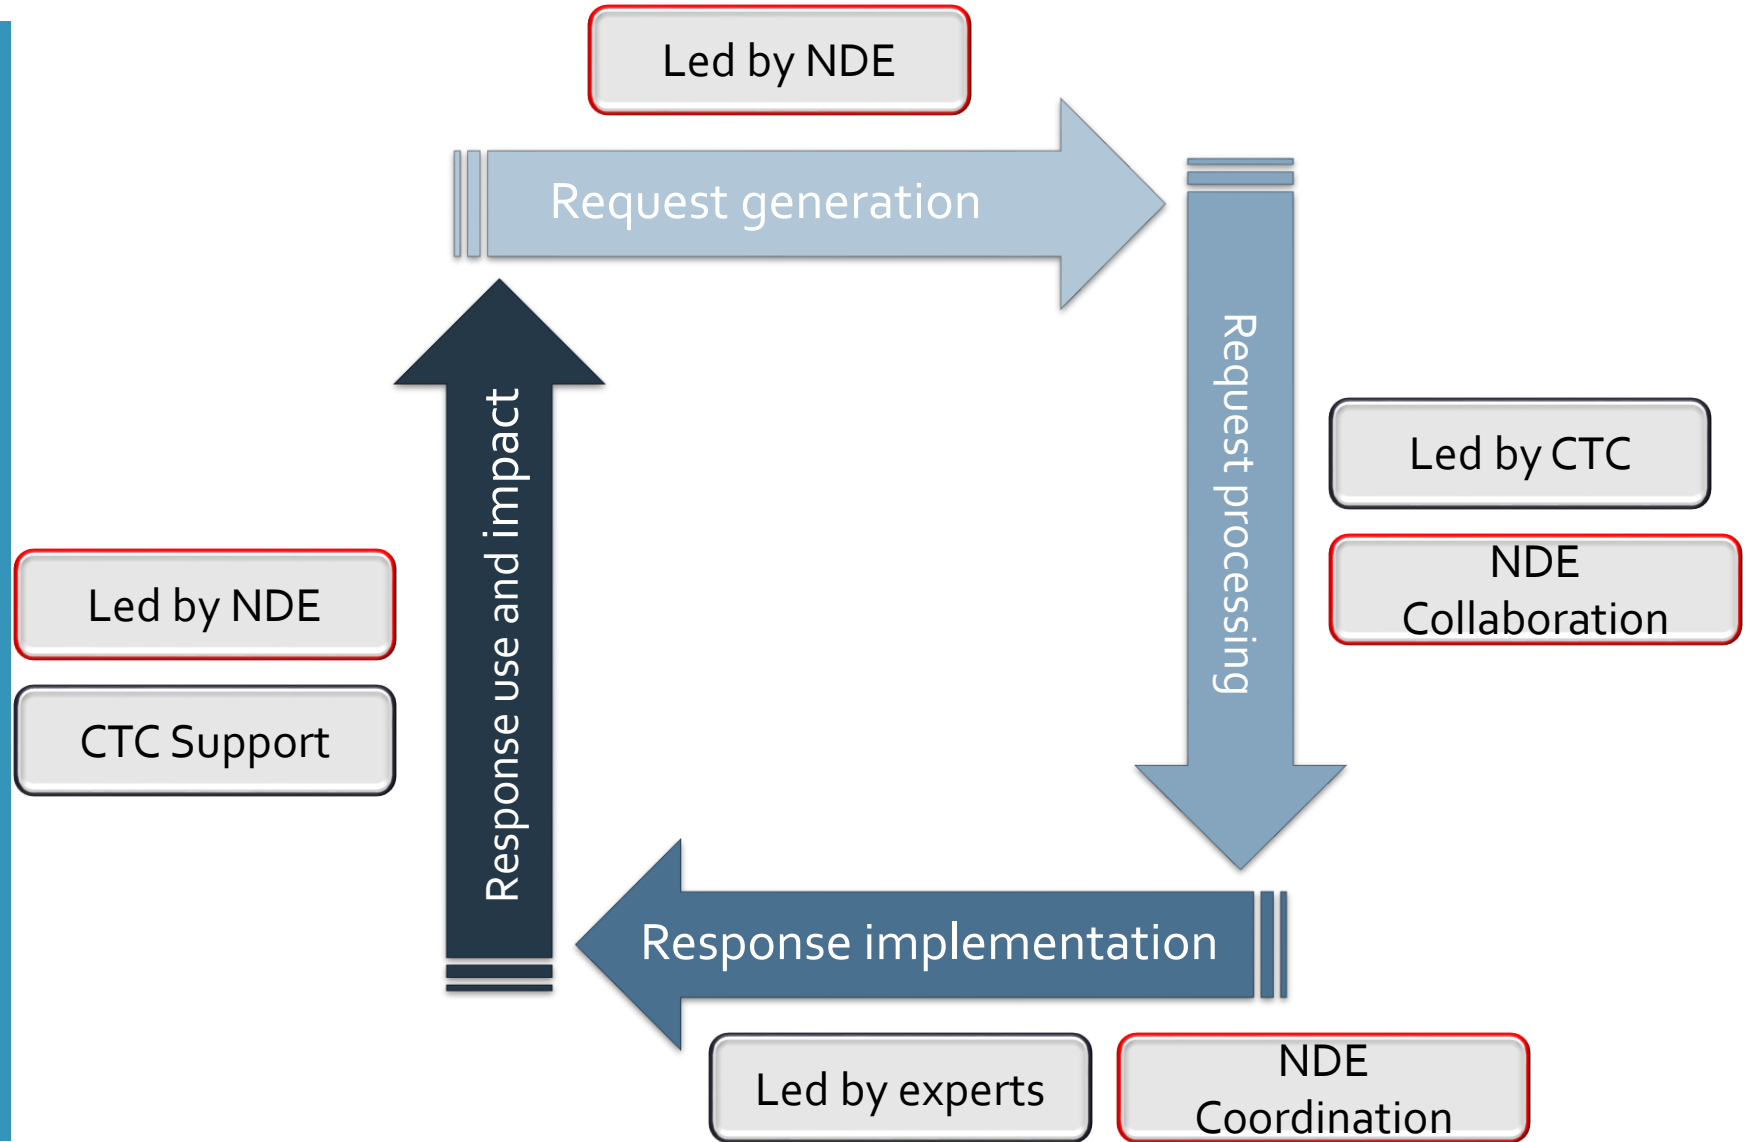 Led by NDE
Request generation
Request processing
Led by CTC
NDE
Collaboration
Response use and impact
Led by NDE
CTC Support
Response implementation
Led by experts
NDE
Coordination